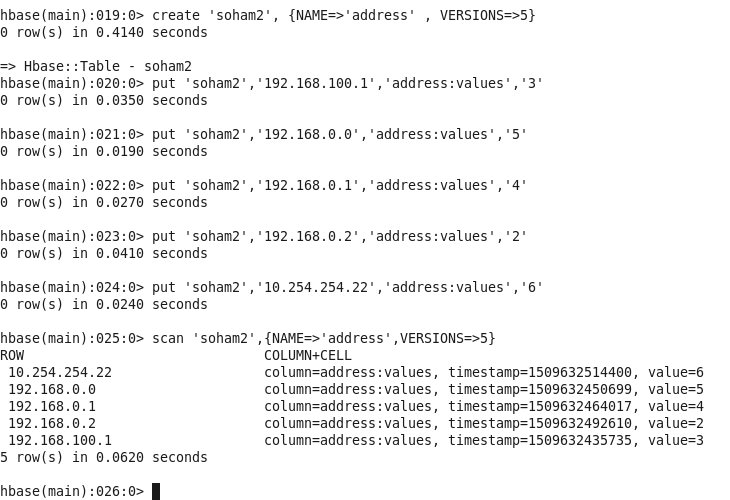 hbase(main):019:0> create 'soham2', {NAME=>'address' , VERSIONS=>5}
0 row(s) in 0.4140 seconds

=> Hbase::Table - soham2
hbase(main):020:0> put 'soham2','192.168.100.1','address:values','3'
0 row(s) in 0.0350 seconds

hbase(main):021:0> put 'soham2','192.168.0.0','address:values','5'
0 row(s) in 0.0190 seconds

hbase(main):022:0> put 'soham2','192.168.0.1','address:values','4'
0 row(s) in 0.0270 seconds

hbase(main):023:0> put 'soham2','192.168.0.2','address:values','2'
0 row(s) in 0.0410 seconds

hbase(main):024:0> put 'soham2','10.254.254.22','address:values','6'
0 row(s) in 0.0240 seconds

hbase(main):025:0> scan 'soham2',{NAME=>'address',VERSIONS=>5}
ROW                              COLUMN+CELL
 10.254.254.22                   column=address:values, timestamp=1509632514400, value=6
 192.168.0.0                     column=address:values, timestamp=1509632450699, value=5
 192.168.0.1                     column=address:values, timestamp=1509632464017, value=4
 192.168.0.2                     column=address:values, timestamp=1509632492610, value=2
 192.168.100.1                   column=address:values, timestamp=1509632435735, value=3
5 row(s) in 0.0620 seconds

hbase(main):026:0>